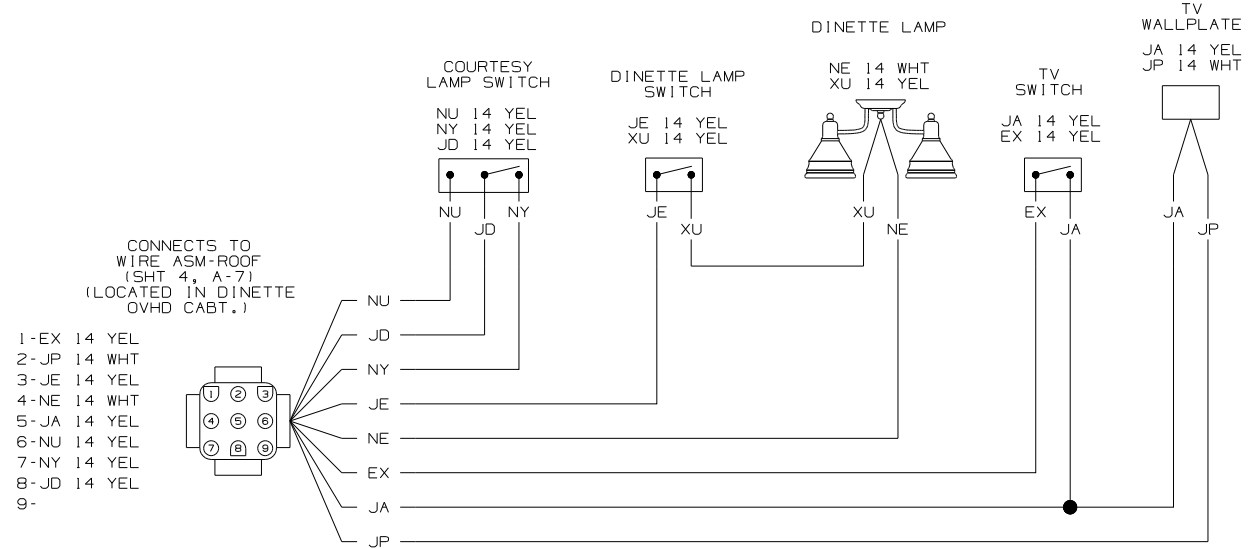 TV
WALLPLATE
JA 14 YEL
JP 14 WHT
DINETTE LAMP
NE 14 WHT
XU 14 YEL
COURTESY
LAMP SWITCH
NU 14 YEL
NY 14 YEL
JD 14 YEL
DINETTE LAMP
SWITCH
JE 14 YEL
XU 14 YEL
TV
SWITCH
JA 14 YEL
EX 14 YEL
NU
JD
NY
JE
XU
XU
NE
EX
JA
JA
JP
CONNECTS TO
WIRE ASM-ROOF
(SHT 4, A-7)
(LOCATED IN DINETTE
OVHD CABT.)
1-EX 14 YEL
2-JP 14 WHT
3-JE 14 YEL
4-NE 14 WHT
5-JA 14 YEL
6-NU 14 YEL
7-NY 14 YEL
8-JD 14 YEL
9-
1 2 3
4 5 6
7 8 9
NU
JD
NY
JE
NE
EX
JA
JP